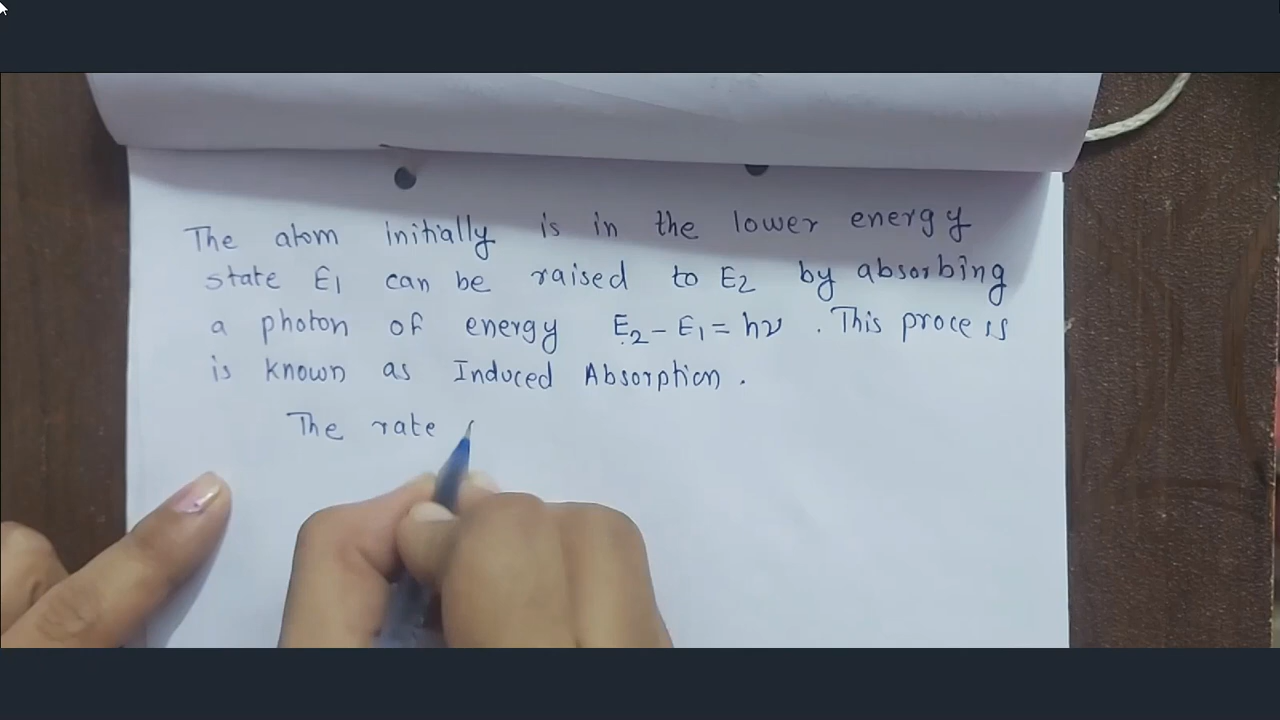 The atom initially is in the lower energy
state E1 can be raised to E2 by absorbing
a photon of energy E2 - E1 = hν . This proce is
is known as Induced Absorption .
The rate